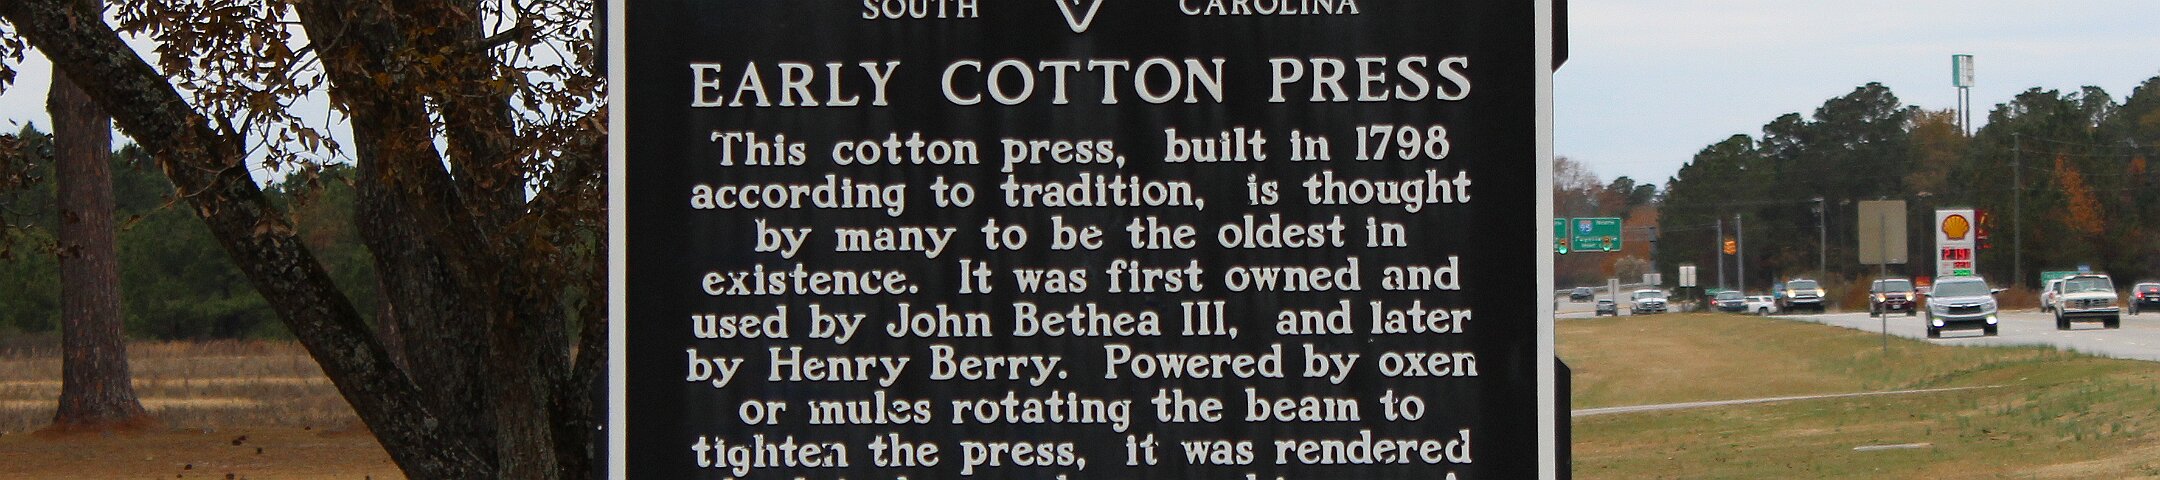 SOUTH CAROLINA
EARLY COTTON PRESS
This cotton press, built in 1798
according to tradition, is thought
by many to be the oldest in
existence. It was first owned and
used by John Bethea III, and later
by Henry Berry. Powered by oxen
or mules rotating the beam to
tighten the press, it was rendered
95